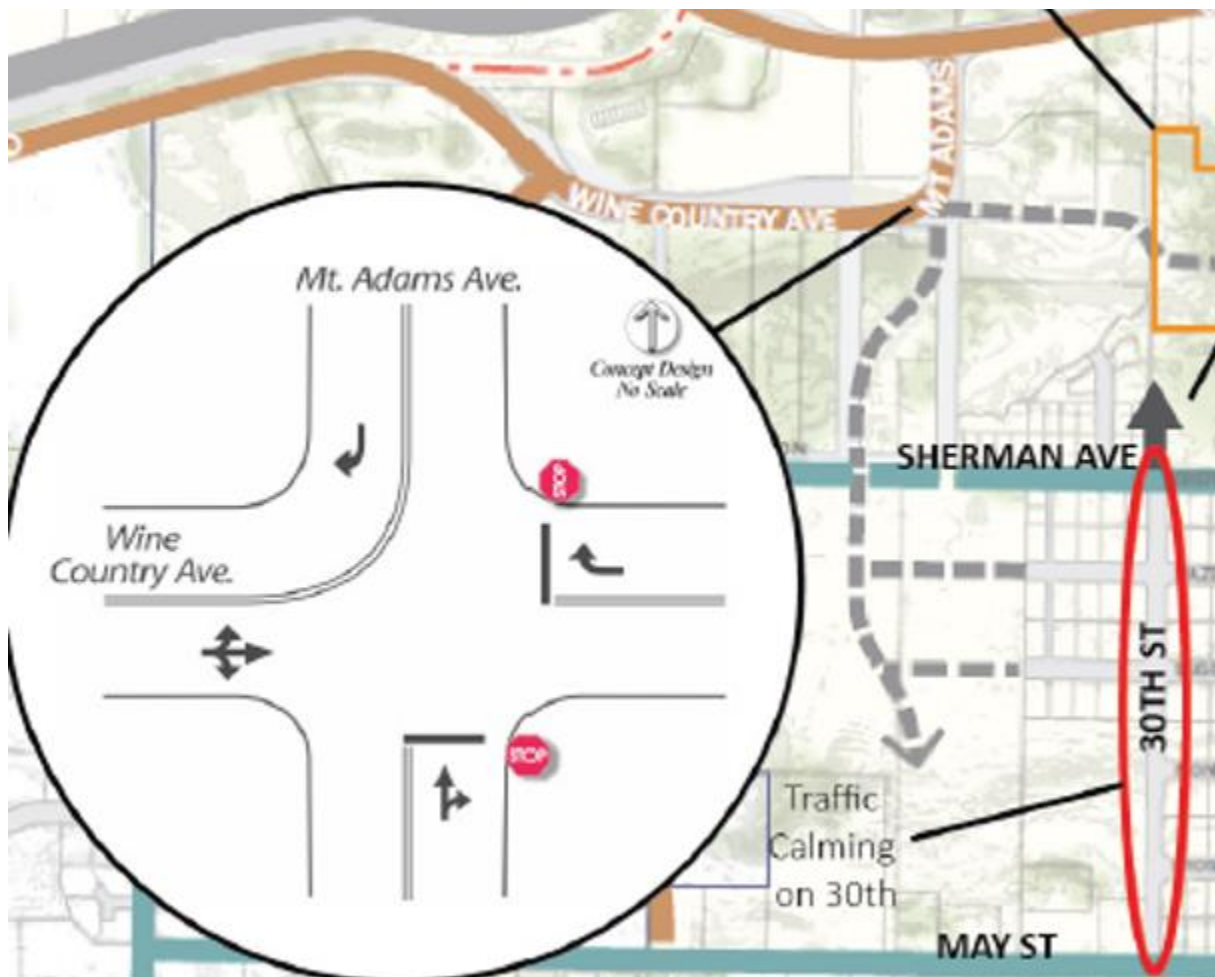 MT ADAMS
WINE COUNTRY AVE
Mt. Adams Ave.
Concept Design
No Scale
Wine
Country Ave.
STOP
STOP
SHERMAN AVE
30TH ST
Traffic
Calming
on 30th
MAY ST